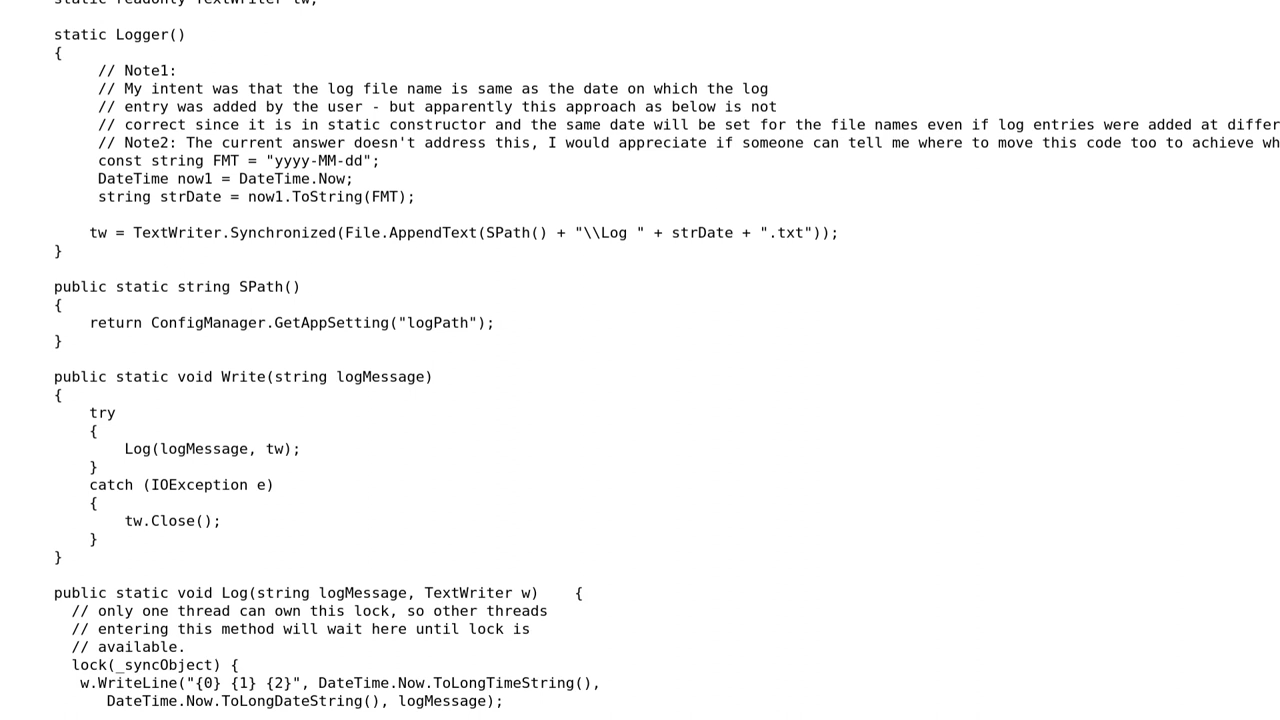 static readonly TextWriter tw;
static Logger()
{
// Note1:
// My intent was that the log file name is same as the date on which the log
// entry was added by the user - but apparently this approach as below is not
// correct since it is in static constructor and the same date will be set for the file names even if log entries were added at differ
// Note2: The current answer doesn't address this, I would appreciate if someone can tell me where to move this code too to achieve wh
const string FMT = "yyyy-MM-dd";
DateTime now1 = DateTime.Now;
string strDate = now1.ToString(FMT);
tw = TextWriter.Synchronized(File.AppendText(SPath() + "\\Log " + strDate + ".txt"));
}
public static string SPath()
{
return ConfigManager.GetAppSetting("logPath");
}
public static void Write(string logMessage)
{
try
{
Log(logMessage, tw);
}
catch (IOException e)
{
tw.Close();
}
}
public static void Log(string logMessage, TextWriter w)    {
// only one thread can own this lock, so other threads
// entering this method will wait here until lock is
// available.
lock(_syncObject) {
w.WriteLine("{0} {1} {2}", DateTime.Now.ToLongTimeString(),
DateTime.Now.ToLongDateString(), logMessage);